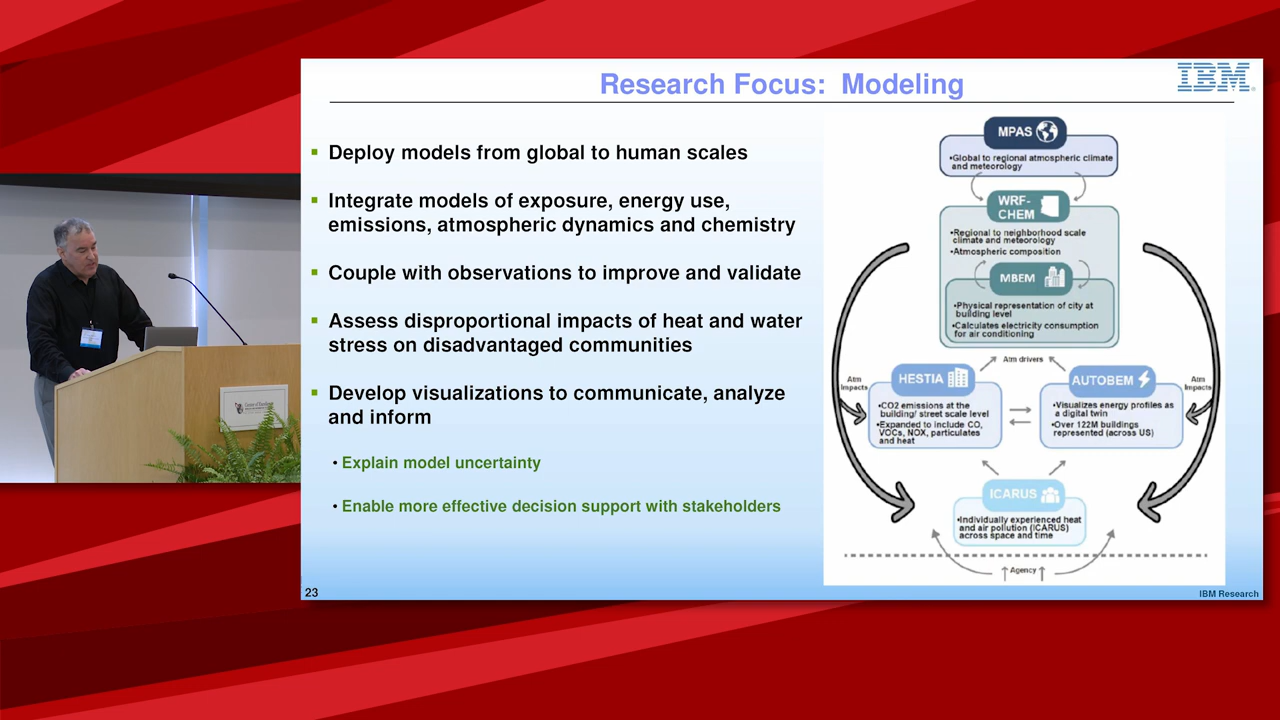 Research Focus: Modeling
IBM
Deploy models from global to human scales
Integrate models of exposure, energy use,
emissions, atmospheric dynamics and chemistry
Couple with observations to improve and validate
Assess disproportional impacts of heat and water
stress on disadvantaged communities
Develop visualizations to communicate, analyze
and inform
• Explain model uncertainty
• Enable more effective decision support with stakeholders
MPAS
•Global to regional atmospheric climate
and meteorology
WRF-
CHEM
•Regional to neighborhood scale
climate and meteorology
•Atmospheric composition
MBEM
•Physical representation of city at
building level
•Calculates electricity consumption
for air conditioning
Atm drivers
Atm
Impacts
HESTIA
•CO2 emissions at the
building/ street scale level
•Expanded to include CO,
VOCs, NOX, particulates
and heat
AUTOBEM
•Visualizes energy profiles as
a digital twin
•Over 122M buildings
represented (across US)
Atm
Impacts
ICARUS
•Individually experienced heat
and air pollution (ICARUS)
across space and time
Agency
23
IBM Research